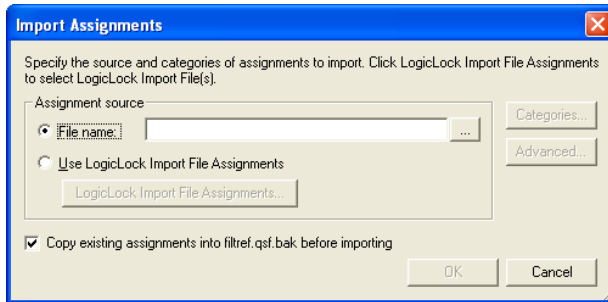 Import Assignments
Specify the source and categories of assignments to import. Click LogicLock Import File Assignments
to select LogicLock Import File(s).
Assignment source
File name:
...
Categories...
Use LogicLock Import File Assignments
Advanced...
LogicLock Import File Assignments...
Copy existing assignments into filtref.qsf.bak before importing
OK
Cancel